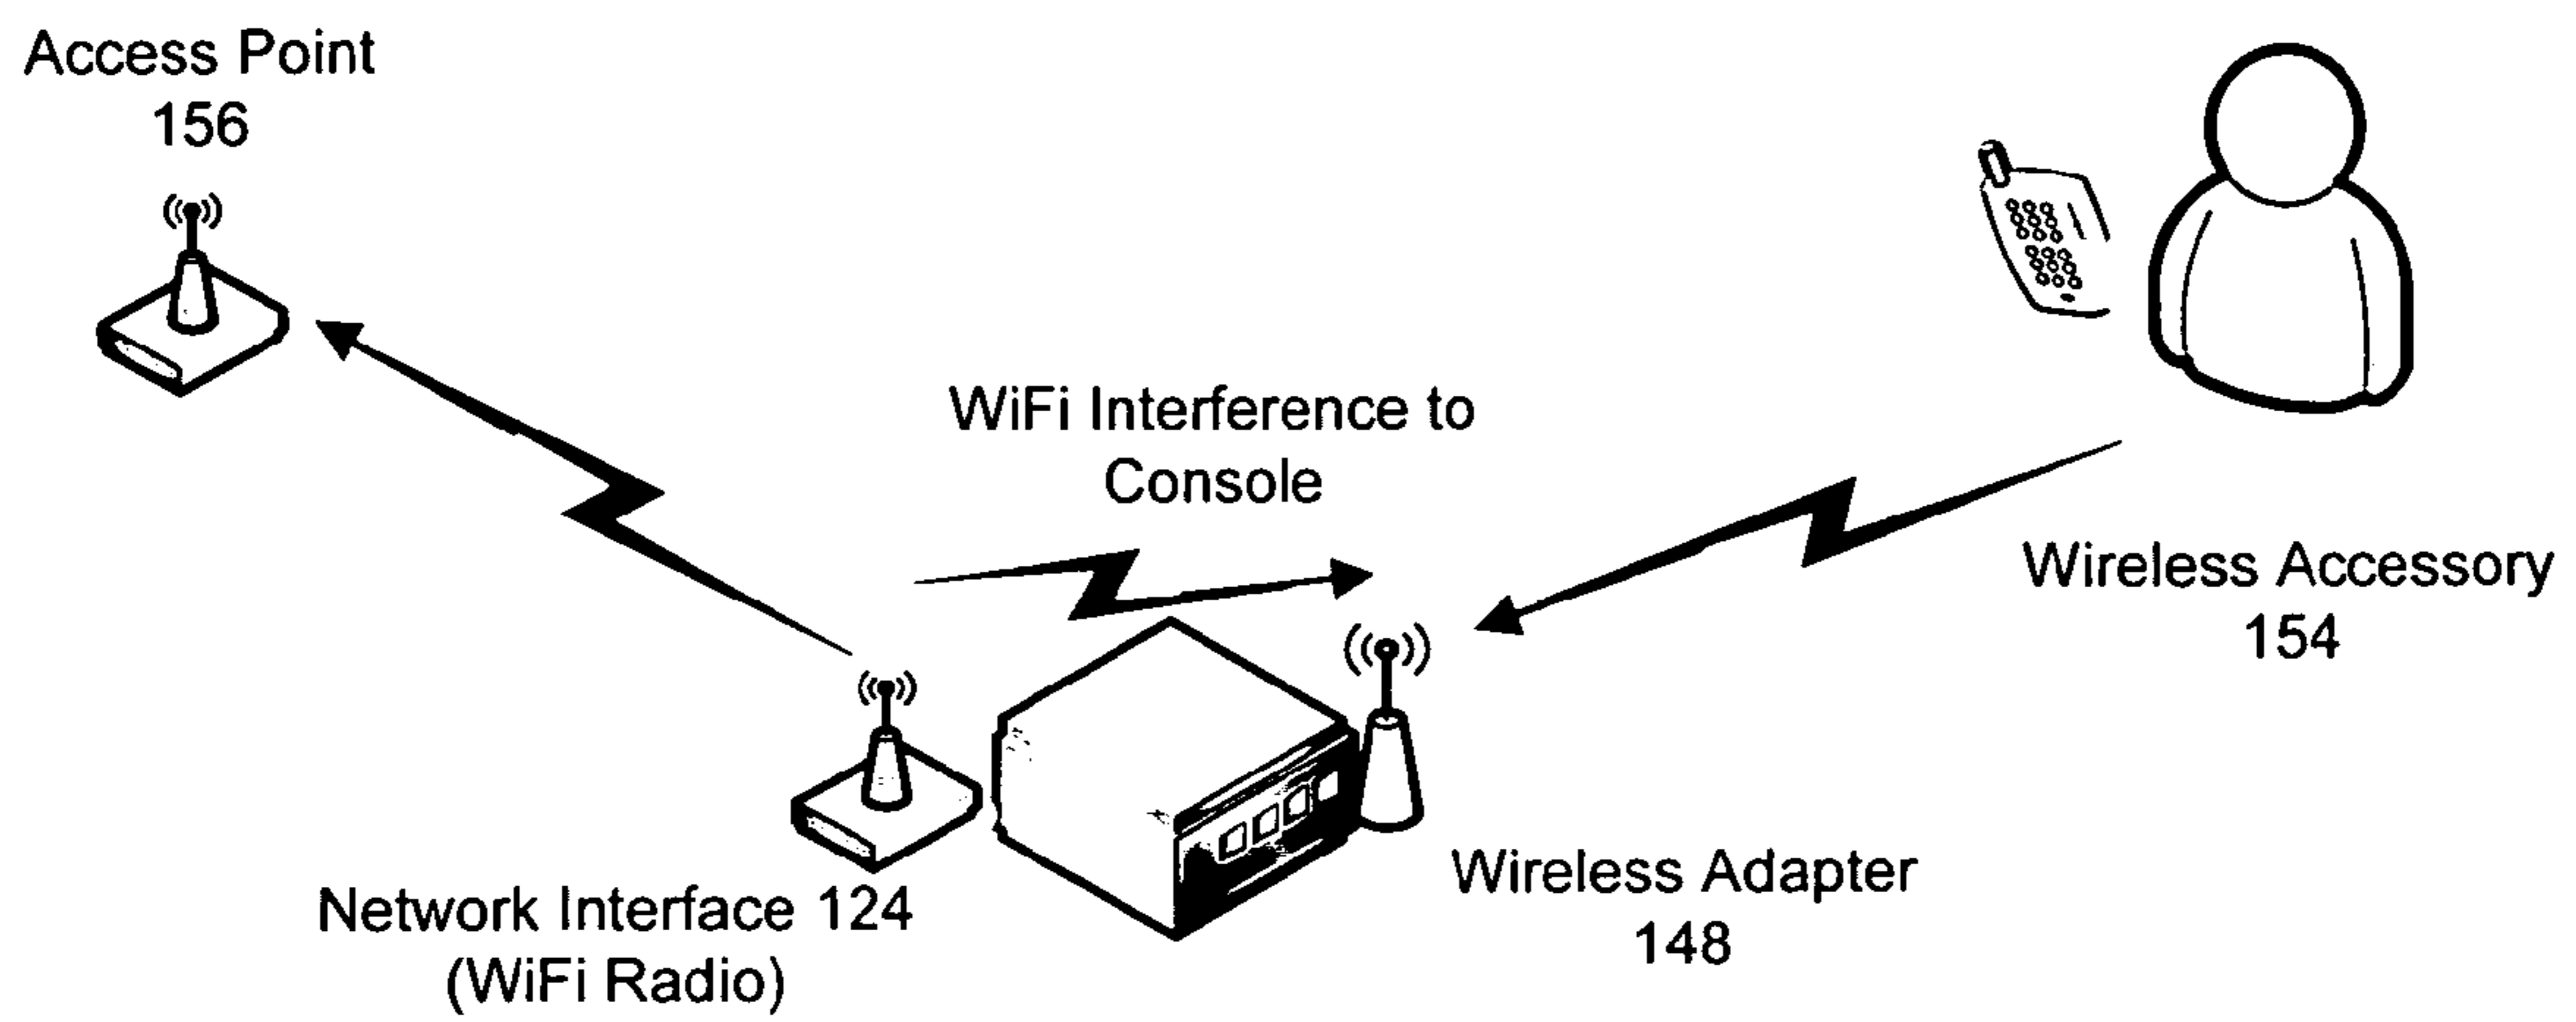 Access Point
156
WiFi Interference to
Console
Wireless Accessory
154
Network Interface 124
(WiFi Radio)
Wireless Adapter
148